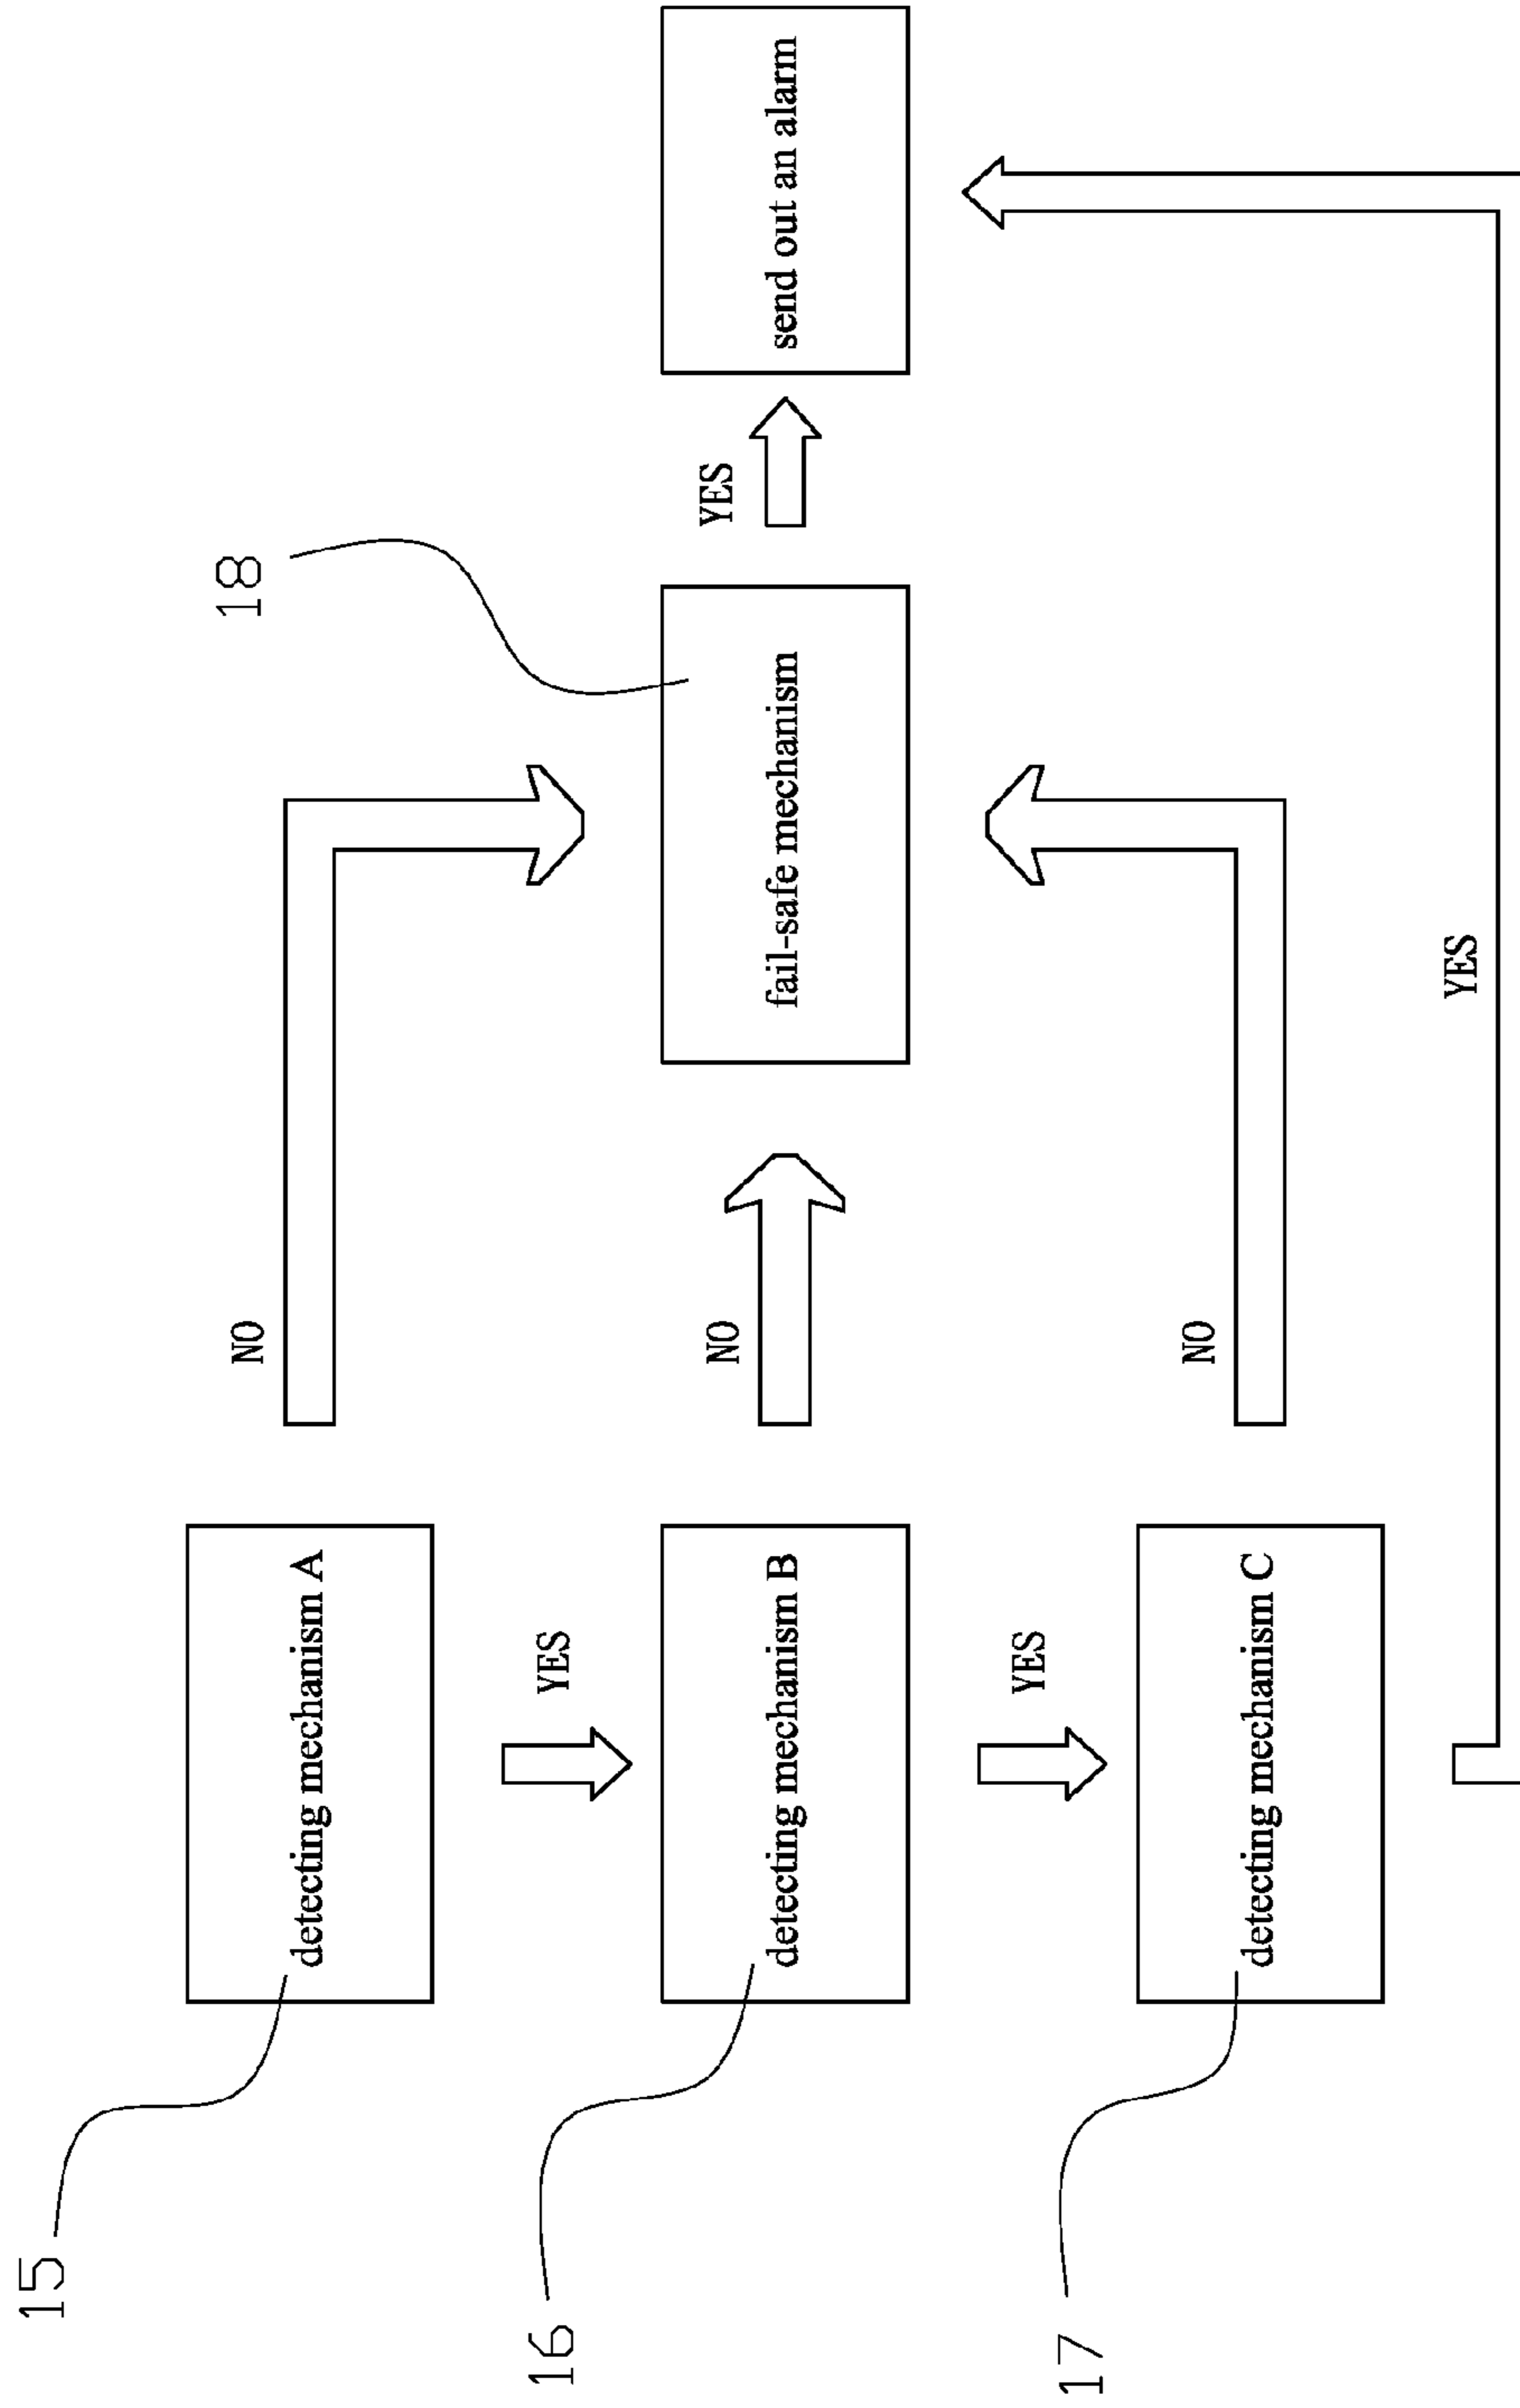 15
detecting mechanism A
NO
18
YES
16
detecting mechanism B
NO
fail-safe mechanism
YES
send out an alarm
YES
17
detecting mechanism C
NO
YES